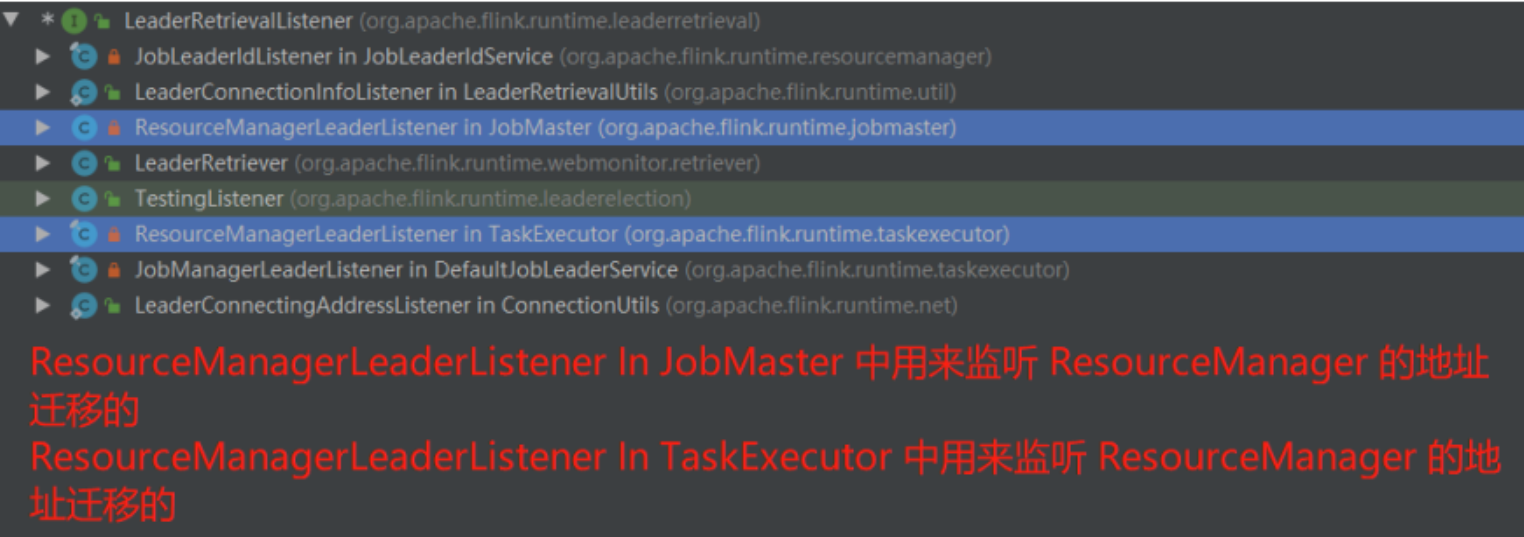 LeaderRetrievalListener (org.apache.flink.runtime.leaderretrieval)
JobLeaderIdListener in JobLeaderIdService (org.apache.flink.runtime.resourcemanager)
LeaderConnectionInfoListener in LeaderRetrievalUtils (org.apache.flink.runtime.util)
ResourceManagerLeaderListener in JobMaster (org.apache.flink.runtime.jobmaster)
LeaderRetriever (org.apache.flink.runtime.webmonitor.retriever)
TestingListener (org.apache.flink.runtime.leaderelection)
ResourceManagerLeaderListener in TaskExecutor (org.apache.flink.runtime.taskexecutor)
JobManagerLeaderListener in DefaultJobLeaderService (org.apache.flink.runtime.taskexecutor)
LeaderConnectingAddressListener in ConnectionUtils (org.apache.flink.runtime.net)
ResourceManagerLeaderListener In JobMaster 中用来监听 ResourceManager 的地址
迁移的
ResourceManagerLeaderListener In TaskExecutor 中用来监听 ResourceManager 的地
址迁移的